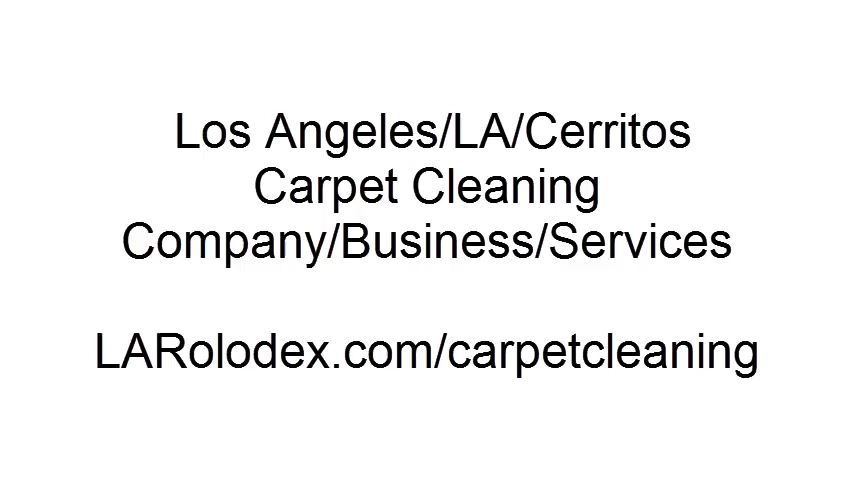 Los Angeles/LA/Cerritos
Carpet Cleaning
Company/Business/Services
LARolodex.com/carpetcleaning